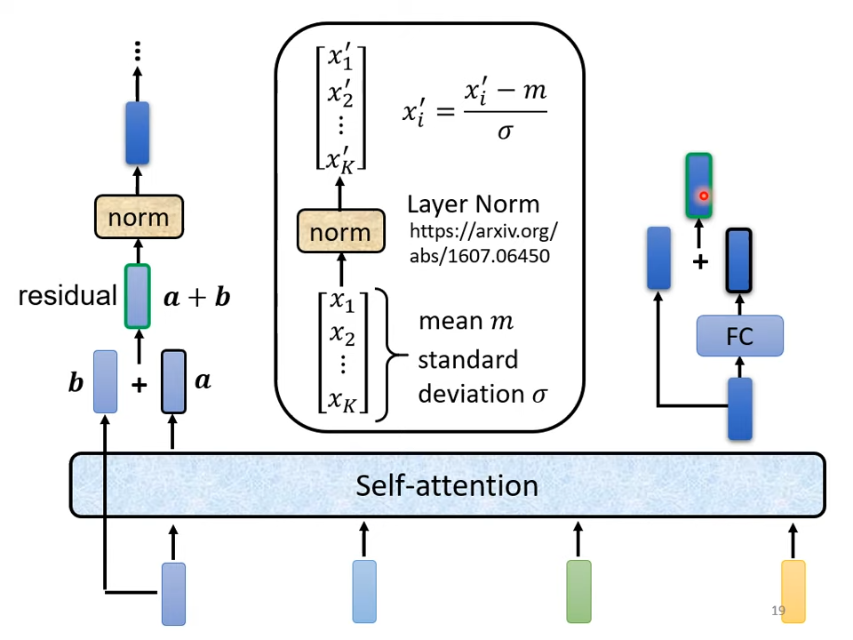 ⋮
norm
residual a + b
b + a
[x′₁
x′₂
⋮
x′K]
x′ᵢ = (x′ᵢ − m) / σ
norm
Layer Norm
https://arxiv.org/
abs/1607.06450
[x₁
x₂
⋮
xK]
mean m
standard
deviation σ
+
FC
Self-attention
19